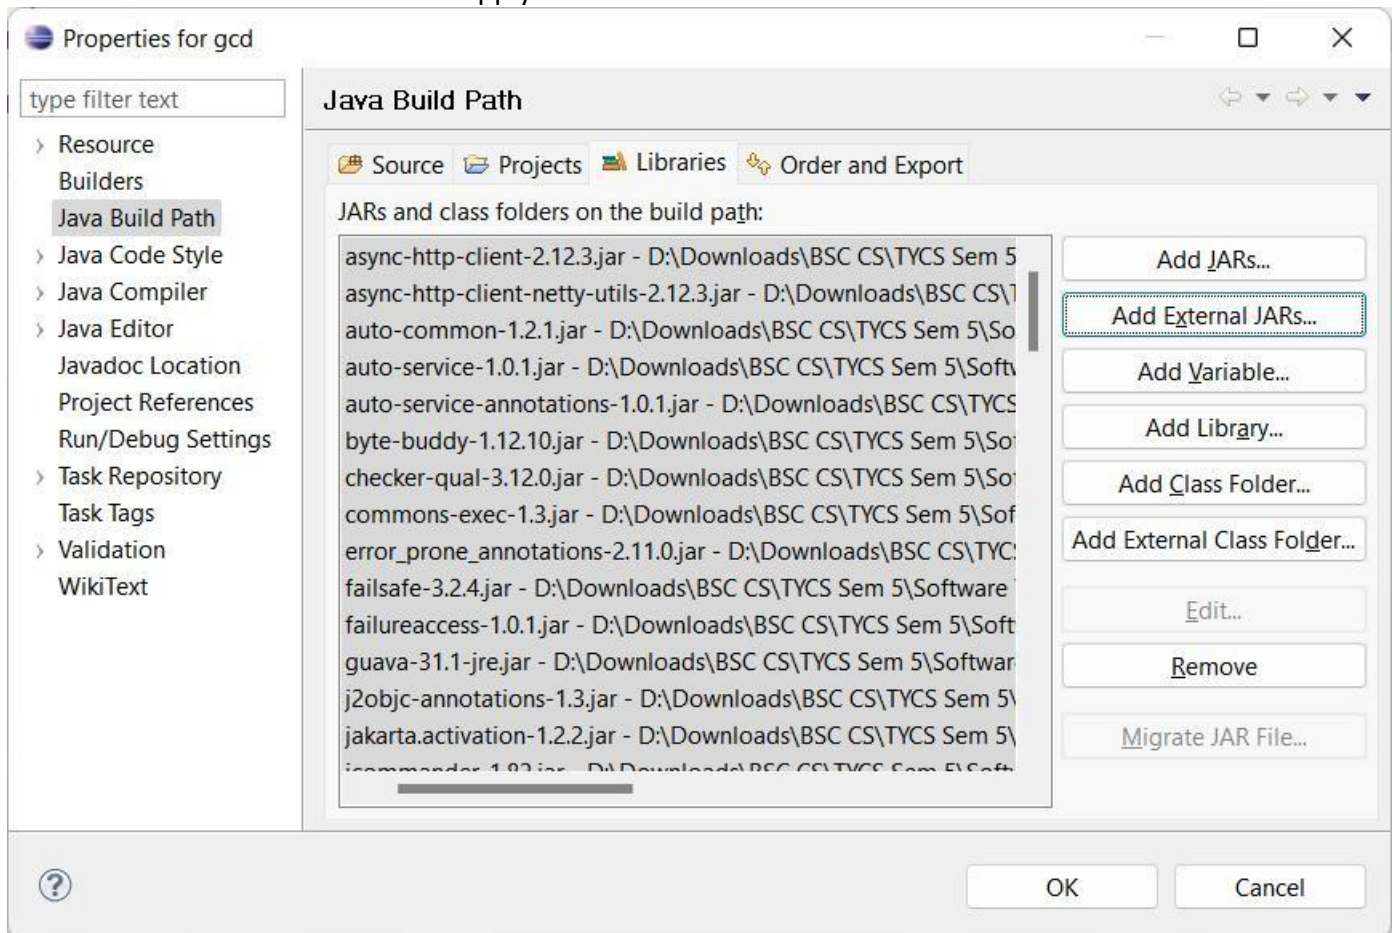 pply
Properties for gcd
type filter text
Resource
Builders
Java Build Path
Java Code Style
Java Compiler
Java Editor
Javadoc Location
Project References
Run/Debug Settings
Task Repository
Task Tags
Validation
WikiText
Java Build Path
Source Projects Libraries Order and Export
JARs and class folders on the build path:
async-http-client-2.12.3.jar - D:\Downloads\BSC CS\TYCS Sem 5
async-http-client-netty-utils-2.12.3.jar - D:\Downloads\BSC CS\
auto-common-1.2.1.jar - D:\Downloads\BSC CS\TYCS Sem 5\So
auto-service-1.0.1.jar - D:\Downloads\BSC CS\TYCS Sem 5\Soft
auto-service-annotations-1.0.1.jar - D:\Downloads\BSC CS\TYCS
byte-buddy-1.12.10.jar - D:\Downloads\BSC CS\TYCS Sem 5\So
checker-qual-3.12.0.jar - D:\Downloads\BSC CS\TYCS Sem 5\So
commons-exec-1.3.jar - D:\Downloads\BSC CS\TYCS Sem 5\Sof
error_prone_annotations-2.11.0.jar - D:\Downloads\BSC CS\TYC
failsafe-3.2.4.jar - D:\Downloads\BSC CS\TYCS Sem 5\Software
failureaccess-1.0.1.jar - D:\Downloads\BSC CS\TYCS Sem 5\Soft
guava-31.1-jre.jar - D:\Downloads\BSC CS\TYCS Sem 5\Softwar
j2objc-annotations-1.3.jar - D:\Downloads\BSC CS\TYCS Sem 5\
jakarta.activation-1.2.2.jar - D:\Downloads\BSC CS\TYCS Sem 5\
jcommander-1.82.jar - D:\Downloads\BSC CS\TYCS Sem 5\Soft
Add JARs...
Add External JARs...
Add Variable...
Add Library...
Add Class Folder...
Add External Class Folder...
Edit...
Remove
Migrate JAR File...
OK
Cancel